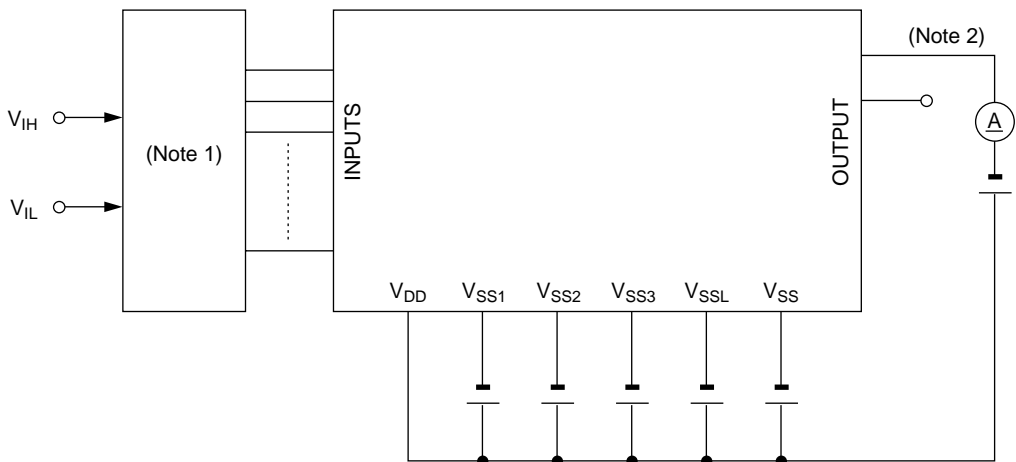 (Note 2)
V_IH
(Note 1)
INPUTS
OUTPUT
A
V_IL
V_DD V_SS1 V_SS2 V_SS3 V_SSL V_SS